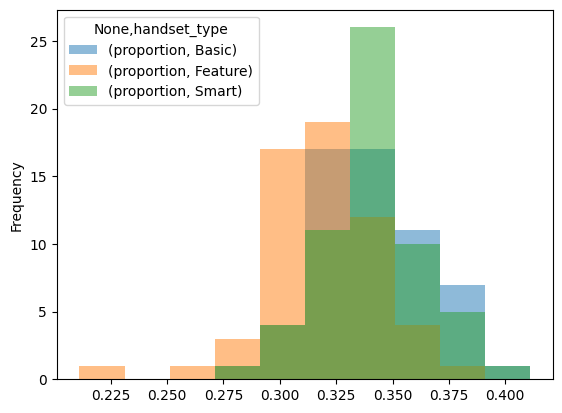 None,handset_type
(proportion, Basic)
(proportion, Feature)
(proportion, Smart)
Frequency
25
20
15
10
5
0
0.225 0.250 0.275 0.300 0.325 0.350 0.375 0.400